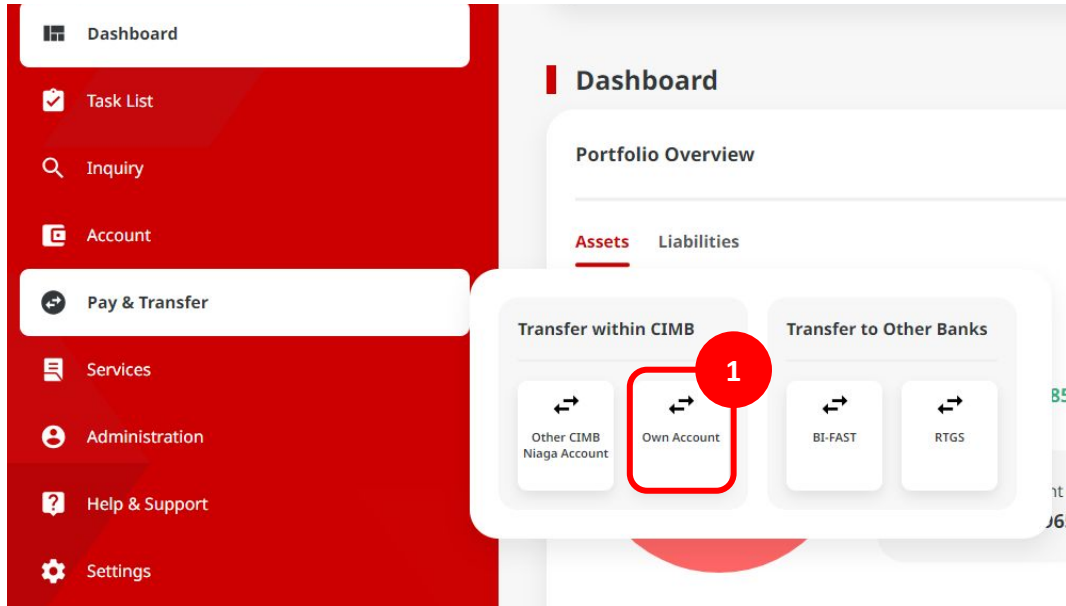 Dashboard
Task List
Inquiry
Account
Pay & Transfer
Services
Administration
Help & Support
Settings
Dashboard
Portfolio Overview
Assets Liabilities
Transfer within CIMB
1
Other CIMB
Niaga Account
Own Account
Transfer to Other Banks
BI-FAST
RTGS